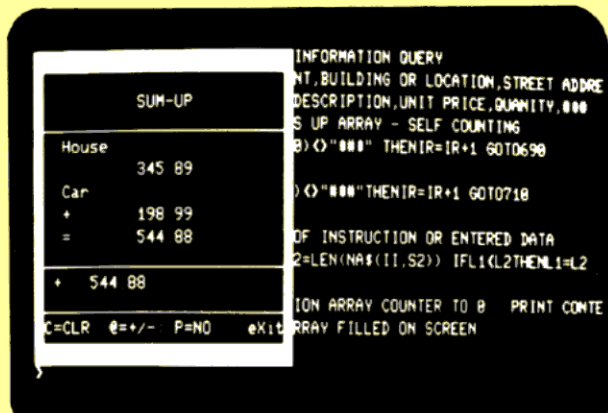 INFORMATION QUERY
NT,BUILDING OR LOCATION,STREET ADDRE
SUM-UP
DESCRIPTION,UNIT PRICE,QUANITY,###
S UP ARRAY - SELF COUNTING
House
)<>"###" THENIR=IR+1 GOTO690
345 89
Car
)<>"###"THENIR=IR+1 GOTO710
+ 198 99
= 544 88
OF INSTRUCTION OR ENTERED DATA
2=LEN(NA$(II,S2)) IFL1<L2THENL1=L2
+ 544 88
ION ARRAY COUNTER TO 0 PRINT CONTE
C=CLR @=+/- P=NO eXit
RRAY FILLED ON SCREEN
>